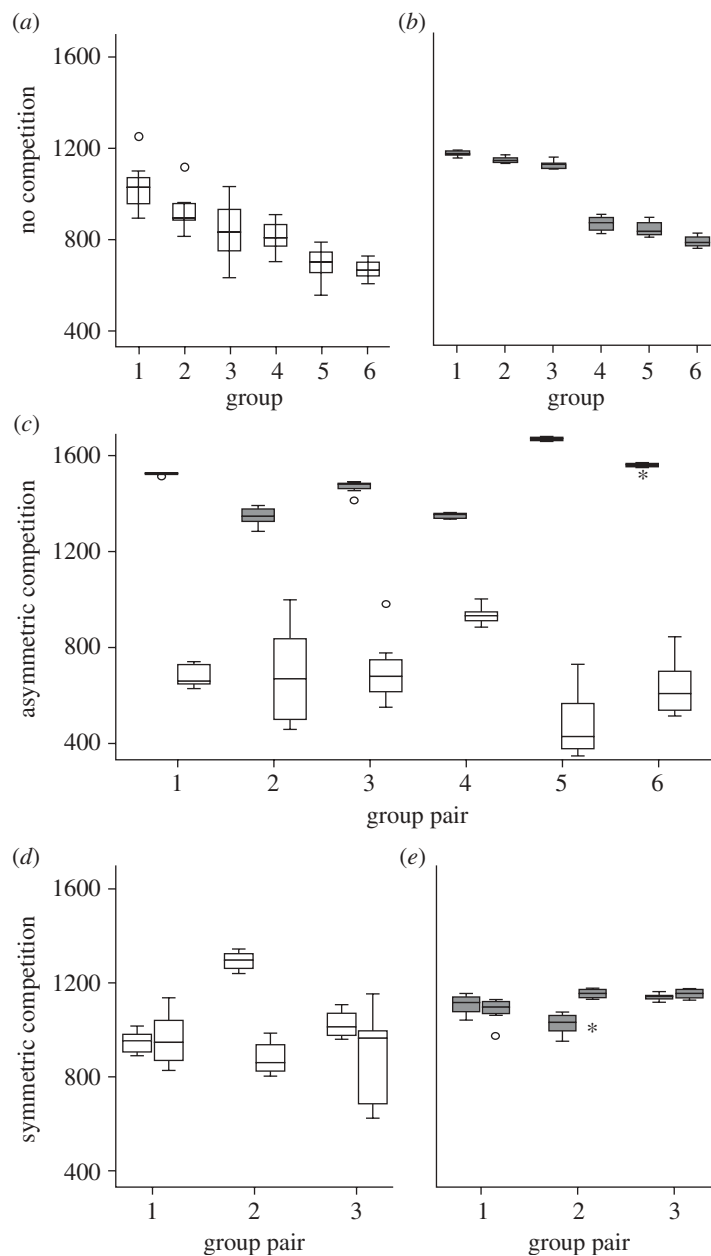 (a)
(b)
no competition
1600
1200
800
400
1 2 3 4 5 6
group
1 2 3 4 5 6
group
(c)
asymmetric competition
1600
1200
800
400
*
1 2 3 4 5 6
group pair
(d)
(e)
symmetric competition
1600
1200
800
400
*
1 2 3
group pair
1 2 3
group pair